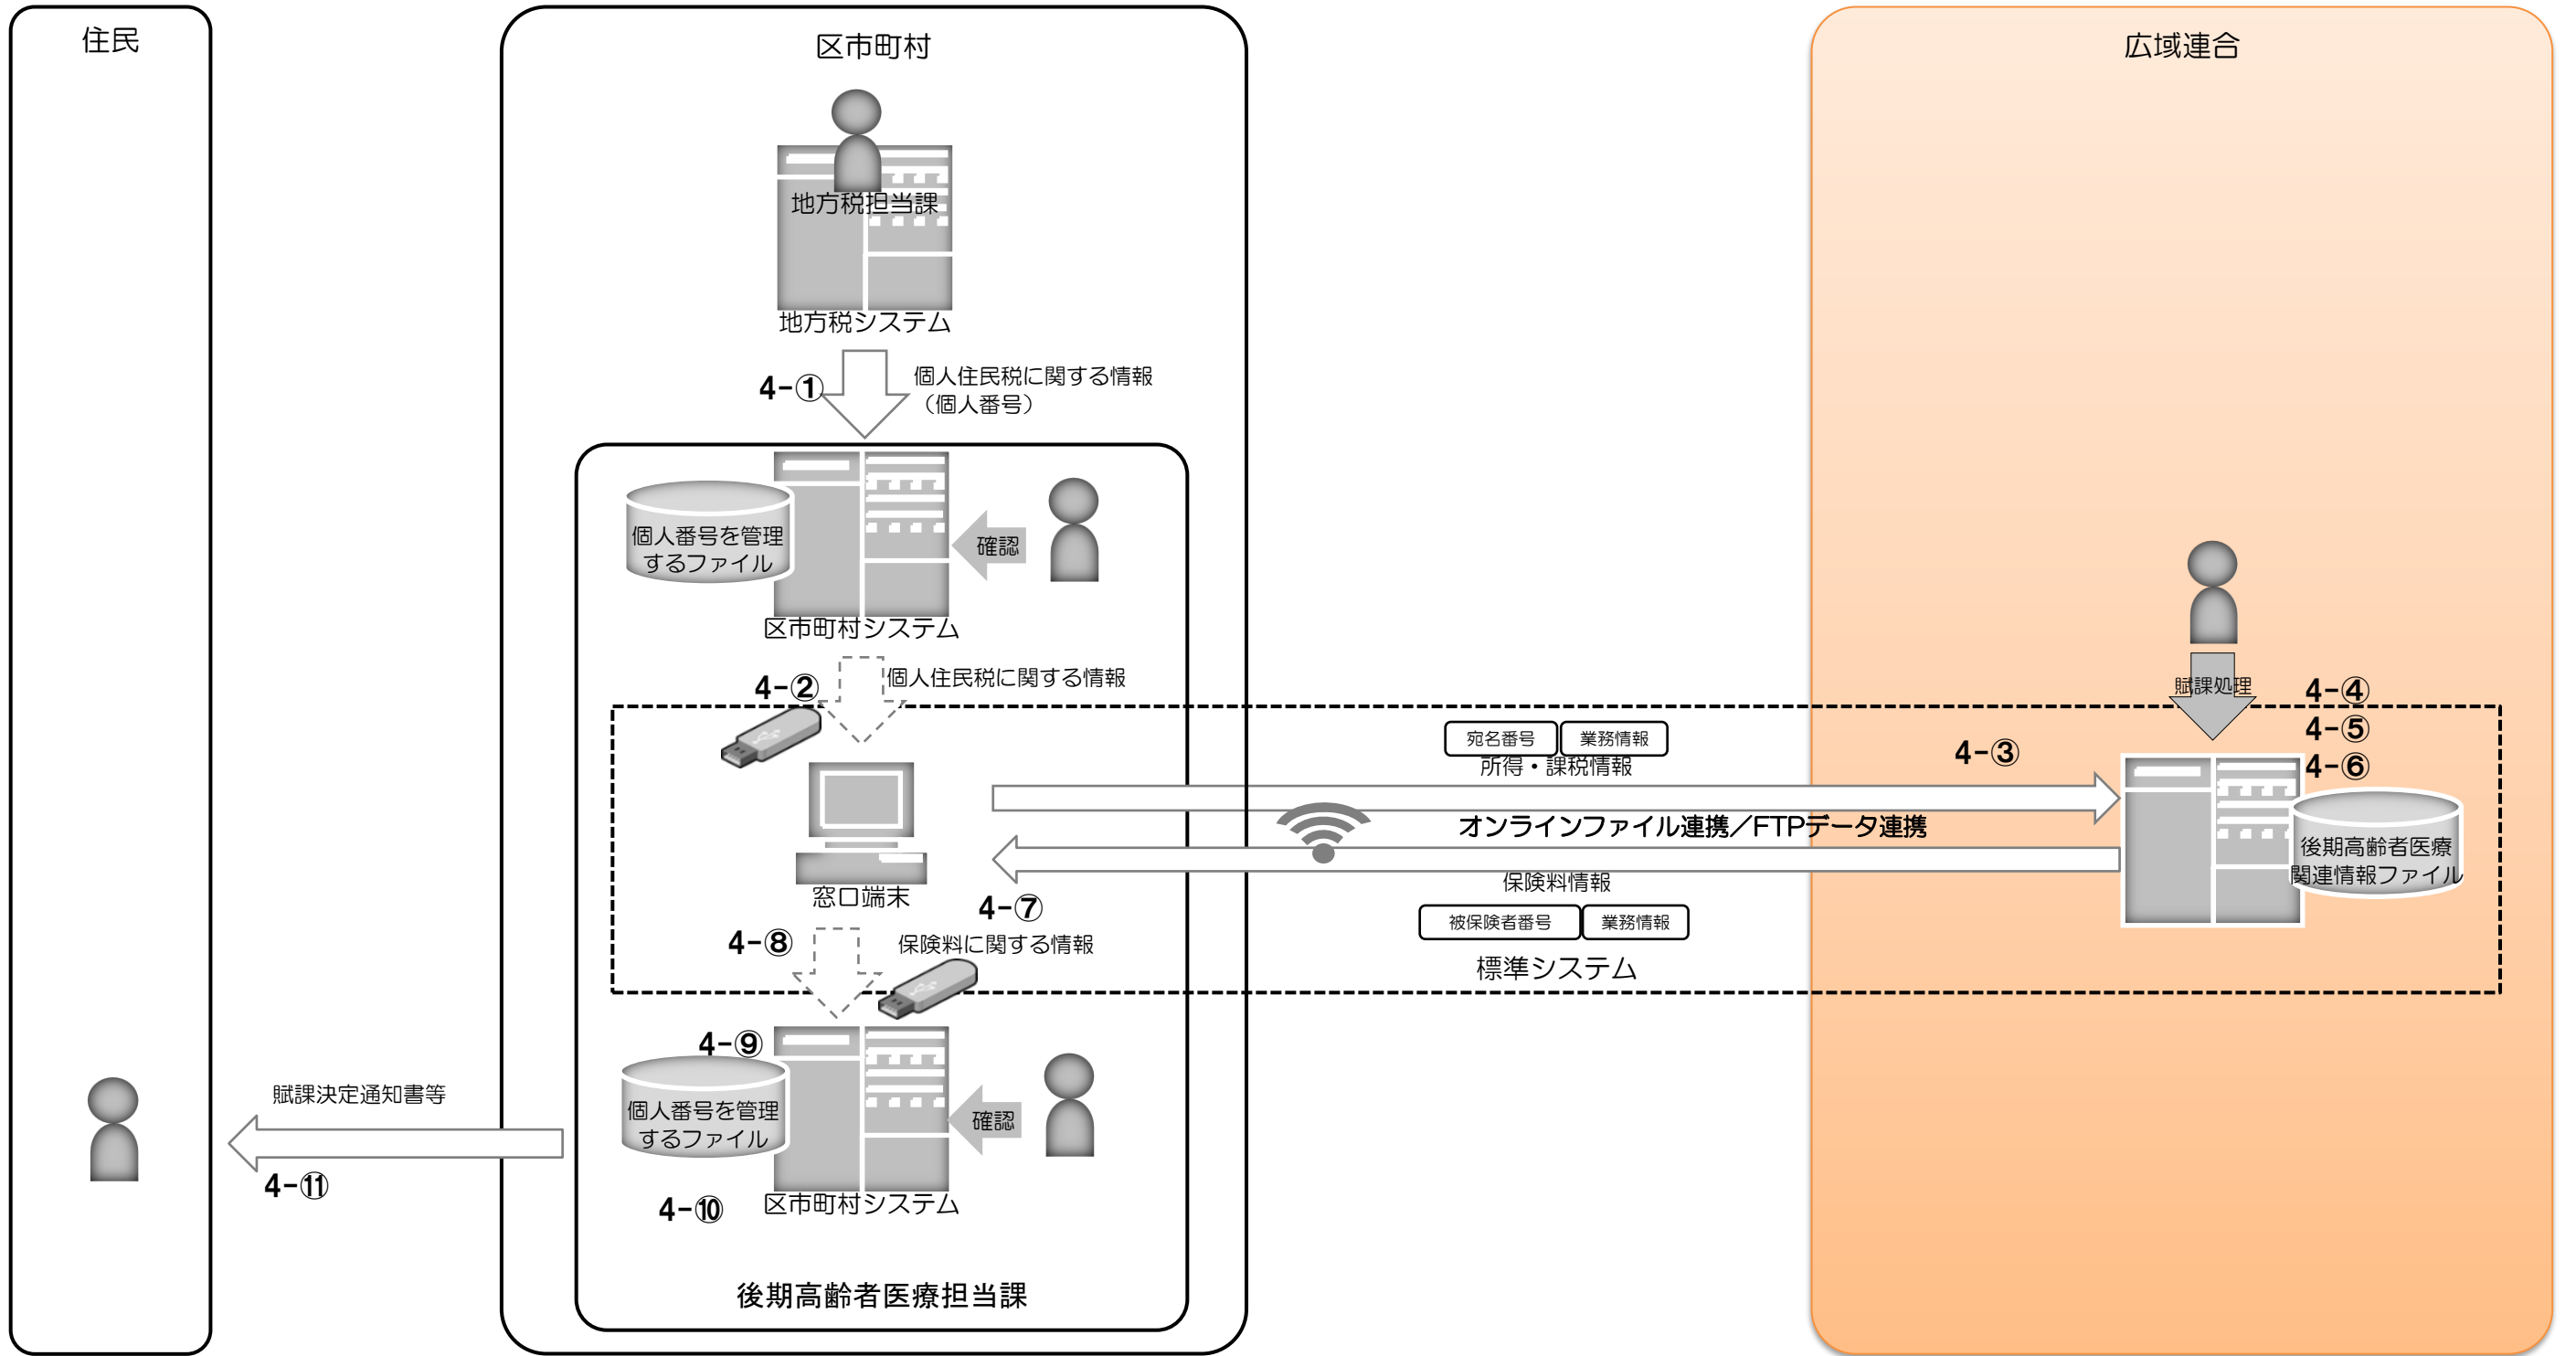 住民
区市町村
広域連合
地方税担当課
地方税システム
4-①
個人住民税に関する情報
（個人番号）
個人番号を管理
するファイル
確認
区市町村システム
4-②
個人住民税に関する情報
賦課処理
4-④
4-⑤
4-⑥
宛名番号
業務情報
所得・課税情報
4-③
オンラインファイル連携／FTPデータ連携
後期高齢者医療
関連情報ファイル
窓口端末
保険料情報
4-⑦
被保険者番号
業務情報
4-⑧
保険料に関する情報
標準システム
4-⑨
個人番号を管理
するファイル
確認
賦課決定通知書等
4-⑪
4-⑩
区市町村システム
後期高齢者医療担当課